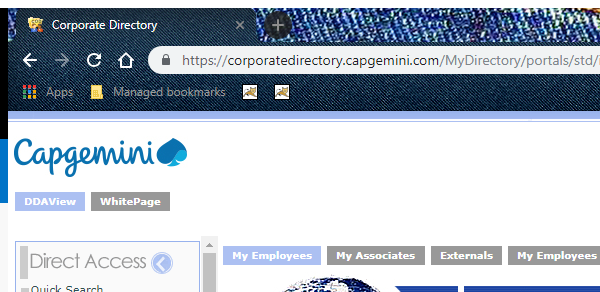 Corporate Directory
https://corporatedirectory.capgemini.com/MyDirectory/portals/std/
Apps Managed bookmarks
Capgemini
DDAView WhitePage
Direct Access
My Employees My Associates Externals My Employees
Quick Search